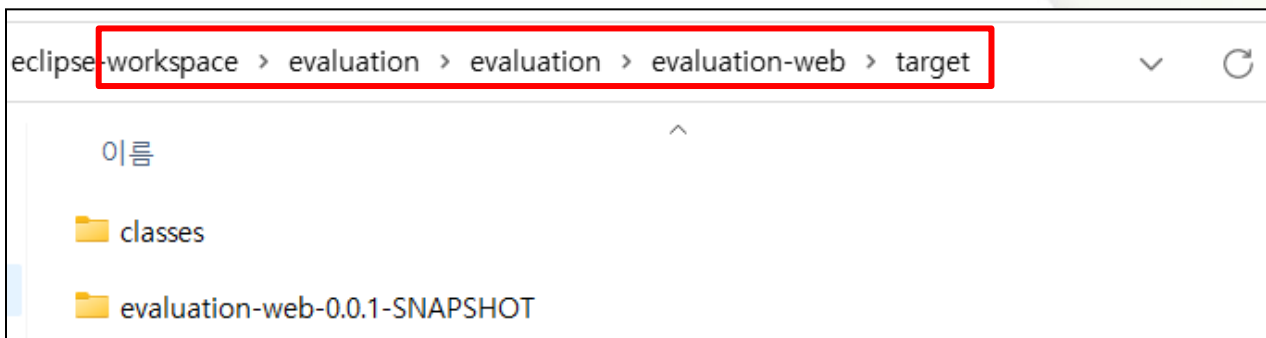 eclipse-workspace > evaluation > evaluation > evaluation-web > target
이름
classes
evaluation-web-0.0.1-SNAPSHOT